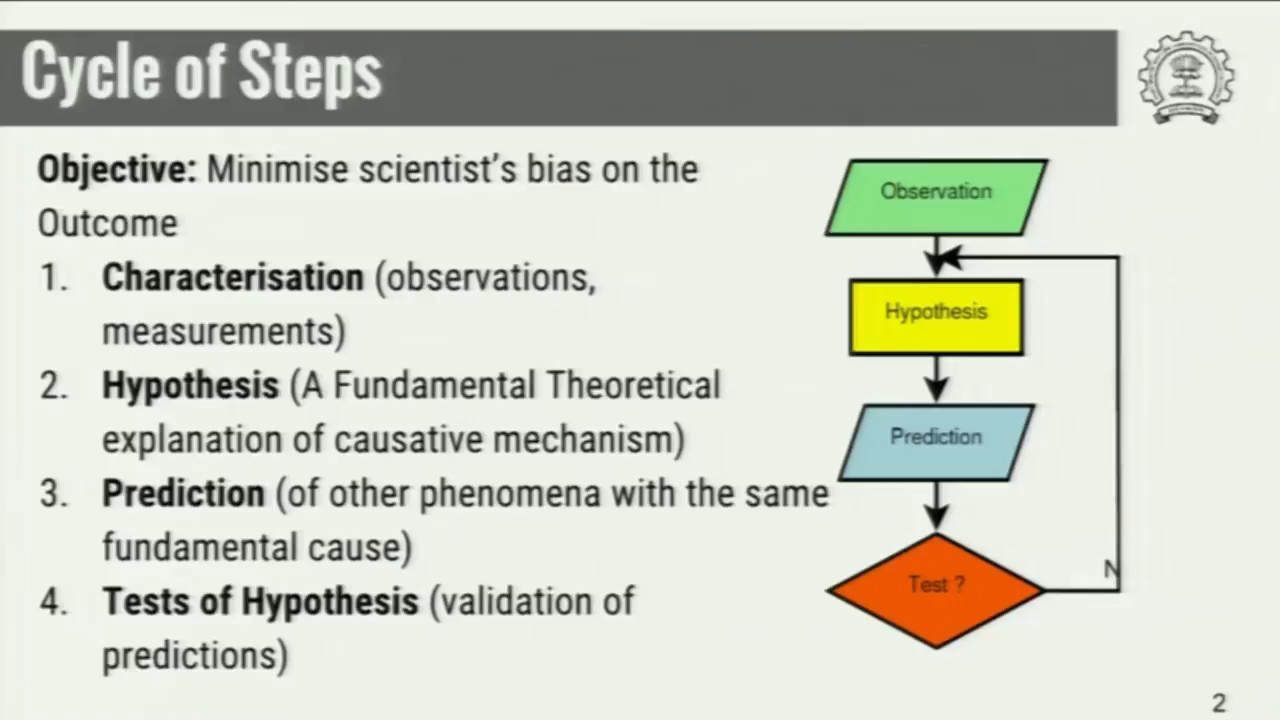 Cycle of Steps
Objective: Minimise scientist's bias on the
Outcome
1. Characterisation (observations,
measurements)
2. Hypothesis (A Fundamental Theoretical
explanation of causative mechanism)
3. Prediction (of other phenomena with the same
fundamental cause)
4. Tests of Hypothesis (validation of
predictions)
Observation
Hypothesis
Prediction
Test ?
N
2